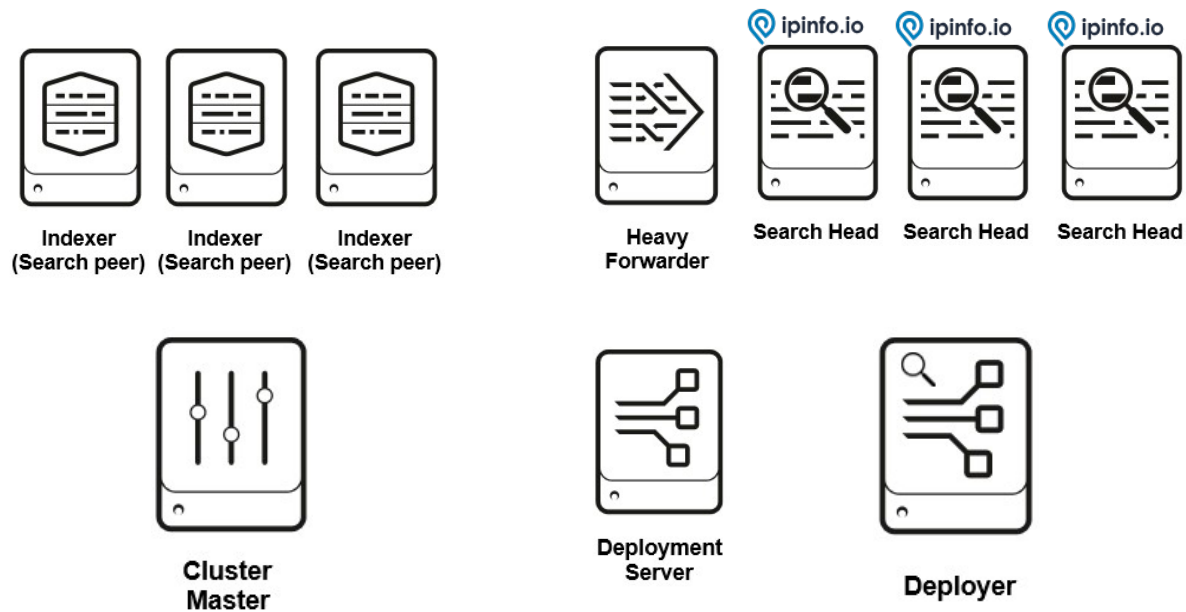 ipinfo.io
ipinfo.io
ipinfo.io
Indexer
(Search peer)
Indexer
(Search peer)
Indexer
(Search peer)
Heavy
Forwarder
Search Head
Search Head
Search Head
Cluster
Master
Deployment
Server
Deployer